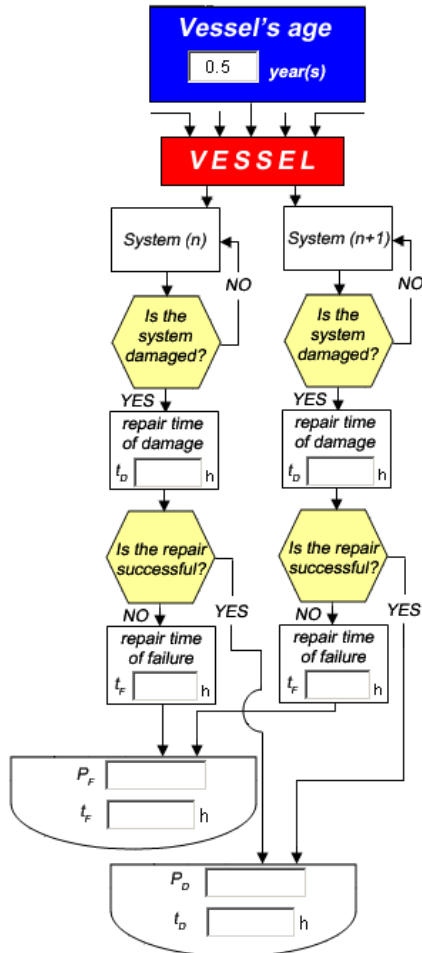 Vessel's age
0.5 year(s)
VESSEL
System (n)
System (n+1)
NO
NO
Is the
system
damaged?
Is the
system
damaged?
YES
YES
repair time
of damage
t_D h
repair time
of damage
t_D h
Is the repair
successful?
Is the repair
successful?
NO
YES
NO
YES
repair time
of failure
t_F h
repair time
of failure
t_F h
P_F
t_F h
P_D
t_D h